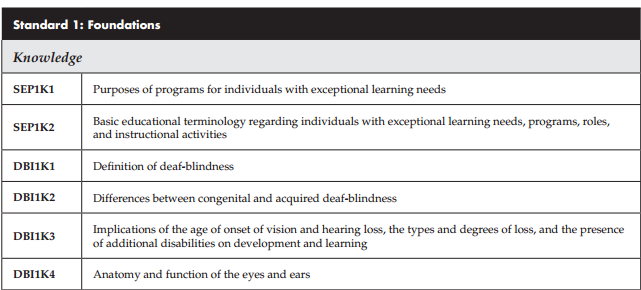 Standard 1: Foundations
Knowledge
SEP1K1 Purposes of programs for individuals with exceptional learning needs
SEP1K2 Basic educational terminology regarding individuals with exceptional learning needs, programs, roles,
and instructional activities
DBI1K1 Definition of deaf-blindness
DBI1K2 Differences between congenital and acquired deaf-blindness
DBI1K3 Implications of the age of onset of vision and hearing loss, the types and degrees of loss, and the presence
of additional disabilities on development and learning
DBI1K4 Anatomy and function of the eyes and ears